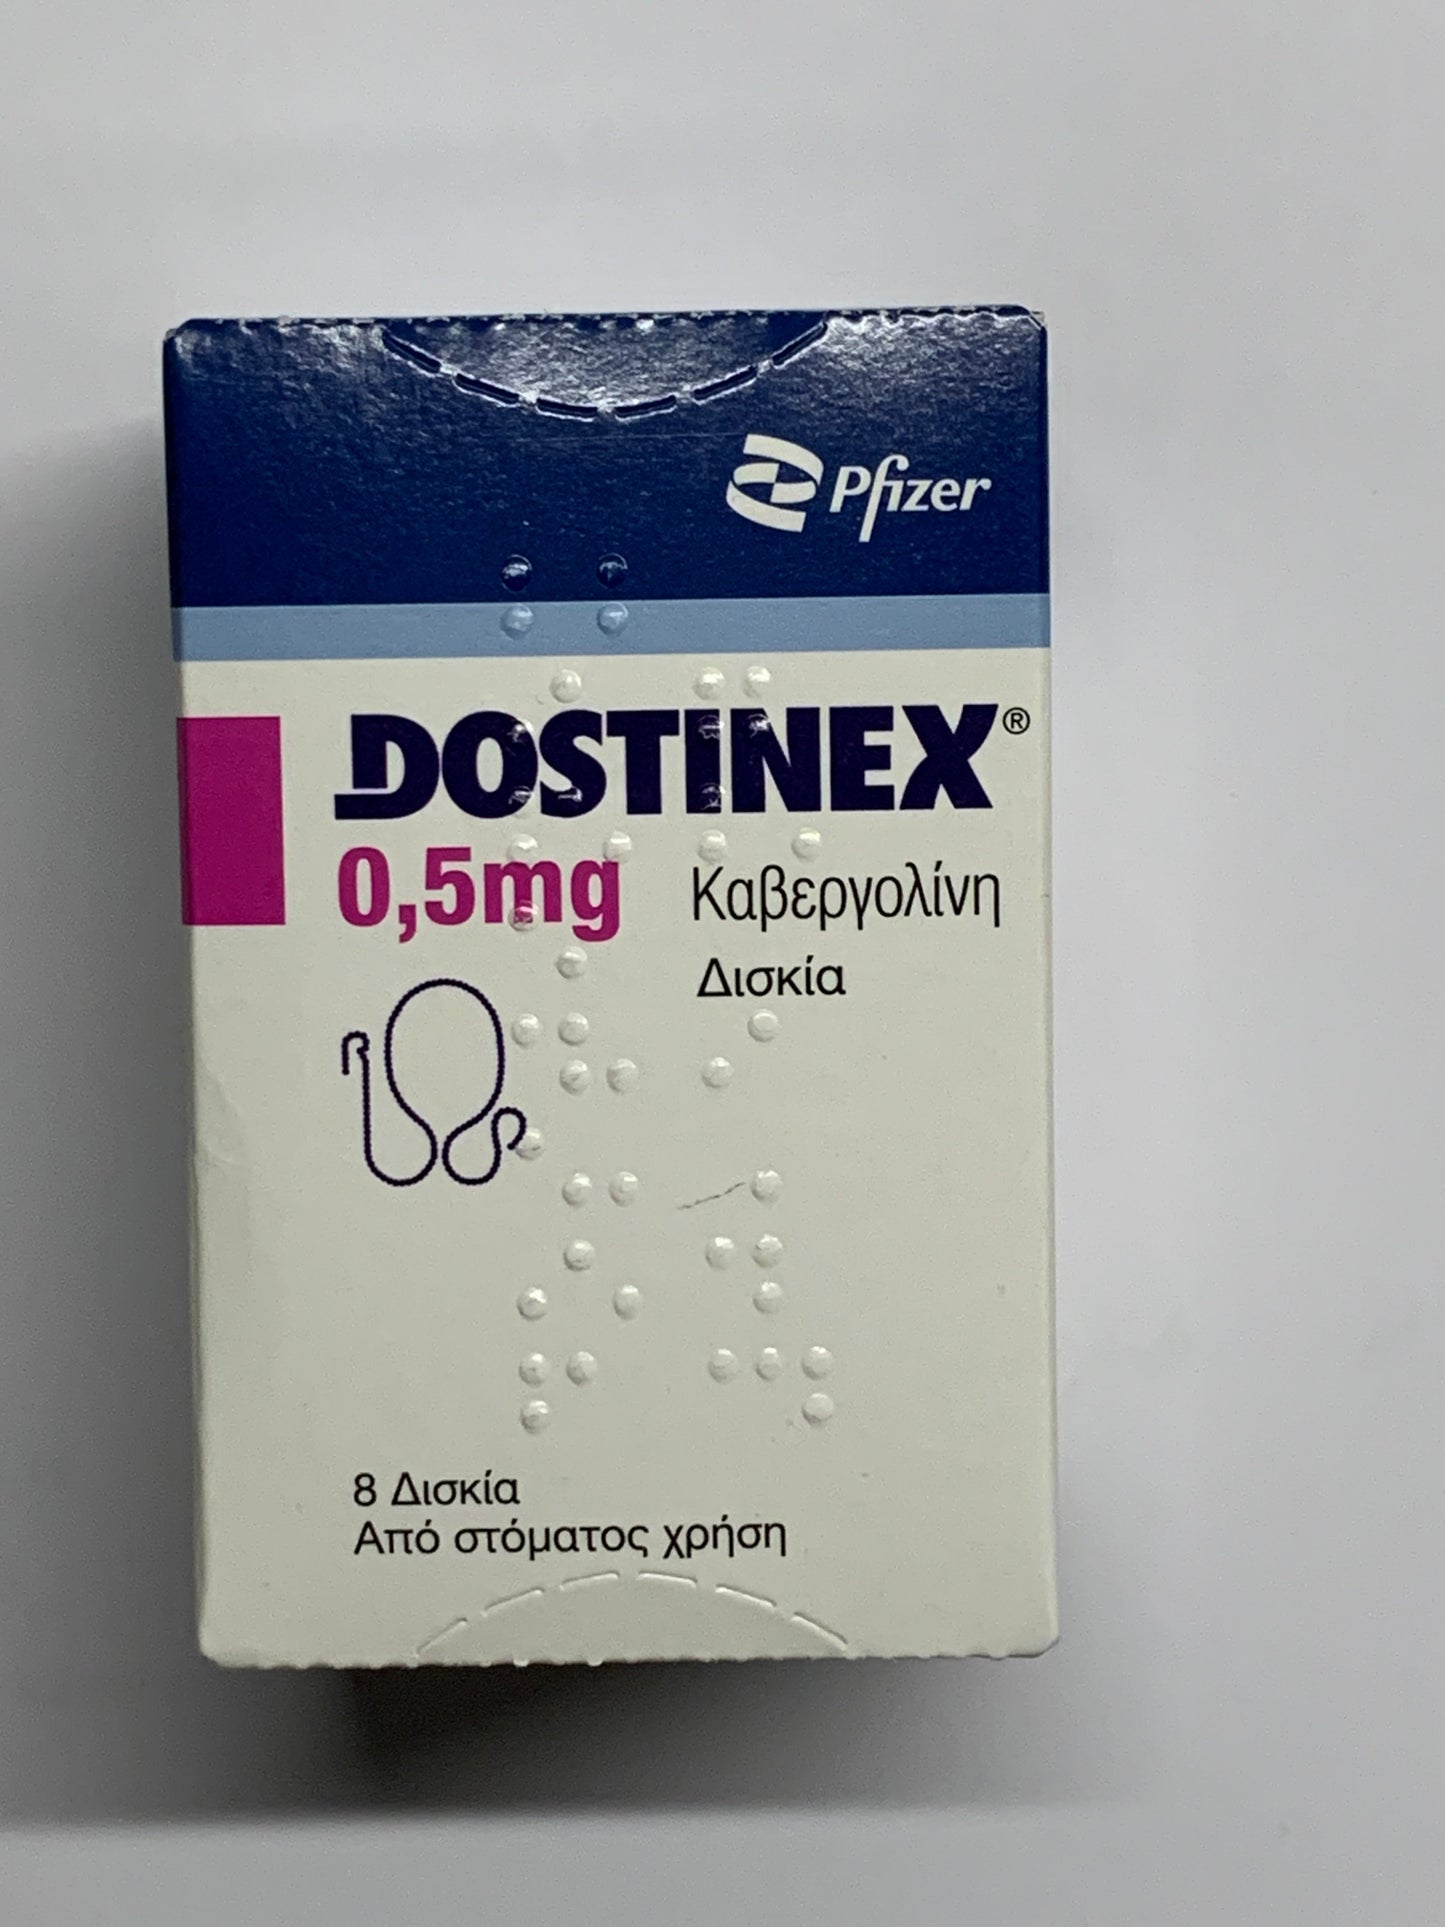 Pfizer
DOSTINEX®
0,5mg Καβεργολίνη
Δισκία
8 Δισκία
Από στόματος χρήση